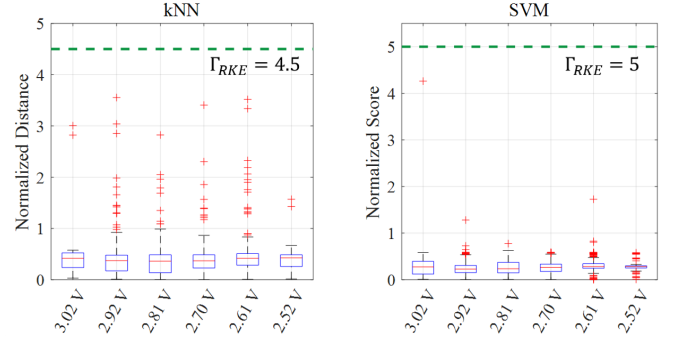 kNN
Normalized Distance
5
4
3
2
1
0
Γ_RKE = 4.5
3.02 V
2.92 V
2.81 V
2.70 V
2.61 V
2.52 V
SVM
Normalized Score
5
4
3
2
1
0
Γ_RKE = 5
3.02 V
2.92 V
2.81 V
2.70 V
2.61 V
2.52 V